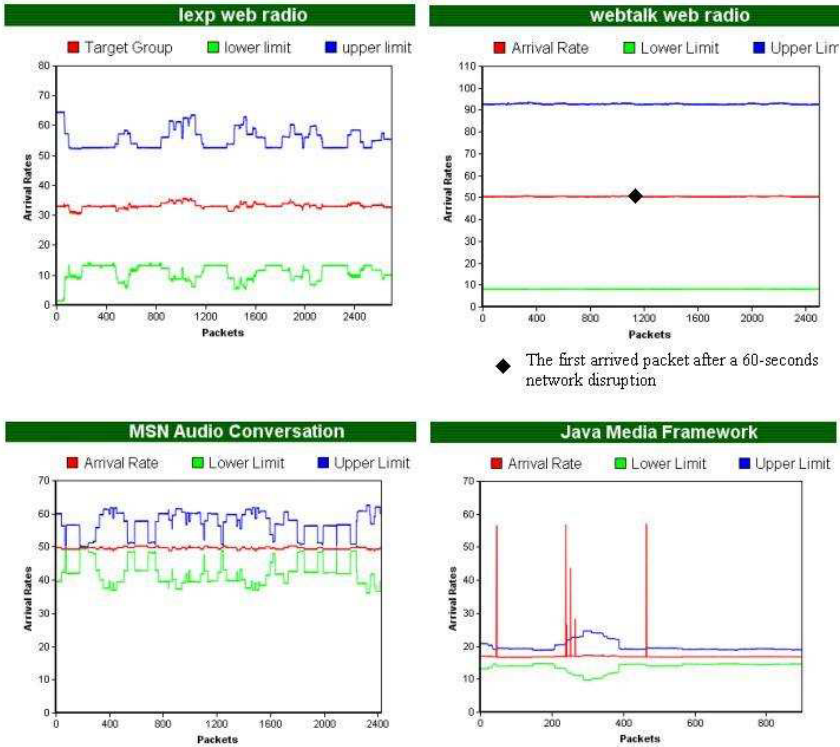 lexp web radio
Target Group lower limit upper limit
80
70
60
50
40
30
20
10
0
Arrival Rates
0 400 800 1200 1600 2000 2400
Packets
webtalk web radio
Arrival Rate Lower Limit Upper Lim
110
100
90
80
70
60
50
40
30
20
10
0
Arrival Rates
0 400 800 1200 1600 2000 2400
Packets
The first arrived packet after a 60-seconds
network disruption
MSN Audio Conversation
Arrival Rate Lower Limit Upper Limit
70
60
50
40
30
20
10
0
Arrival Rates
0 400 800 1200 1600 2000 2400
Packets
Java Media Framework
Arrival Rate Lower Limit Upper Limit
70
60
50
40
30
20
10
0
Arrival Rates
0 200 400 600 800
Packets